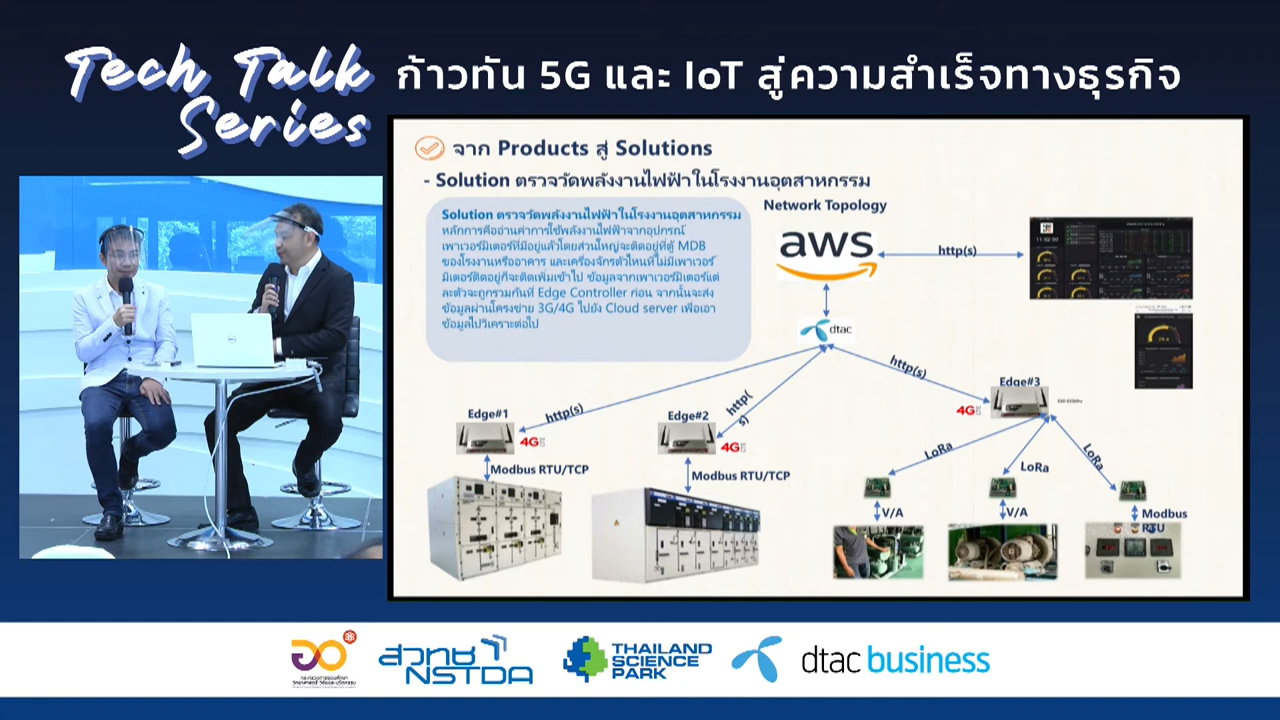 Tech Talk
Series
ก้าวทัน 5G และ IoT สู่ความสำเร็จทางธุรกิจ
จาก Products สู่ Solutions
- Solution ตรวจวัดพลังงานไฟฟ้าในโรงงานอุตสาหกรรม
Solution ตรวจวัดพลังงานไฟฟ้าในโรงงานอุตสาหกรรม
หลักการคืออ่านค่าการใช้พลังงานไฟฟ้าจากอุปกรณ์
เพาเวอร์มิเตอร์ที่มีอยู่แล้วโดยส่วนใหญ่จะติดอยู่ที่ตู้ MDB
ของโรงงานหรืออาคาร และเครื่องจักรตัวไหนที่ไม่มีเพาเวอร์
มิเตอร์ติดอยู่ก็จะติดเพิ่มเข้าไป ข้อมูลจากเพาเวอร์มิเตอร์แต่
ละตัวจะถูกรวมกันที่ Edge Controller ก่อน จากนั้นจะส่ง
ข้อมูลผ่านโครงข่าย 3G/4G ไปยัง Cloud server เพื่อเอา
ข้อมูลไปวิเคราะห์ต่อไป
Network Topology
aws
http(s)
dtac
http(s)
http(
s)
http(s)
Edge#1
4G
Edge#2
4G
Edge#3
4G
Modbus RTU/TCP
Modbus RTU/TCP
LoRa
LoRa
LoRa
V/A
V/A
Modbus
RTU
สวทช
NSTDA
THAILAND
SCIENCE
PARK
dtac business